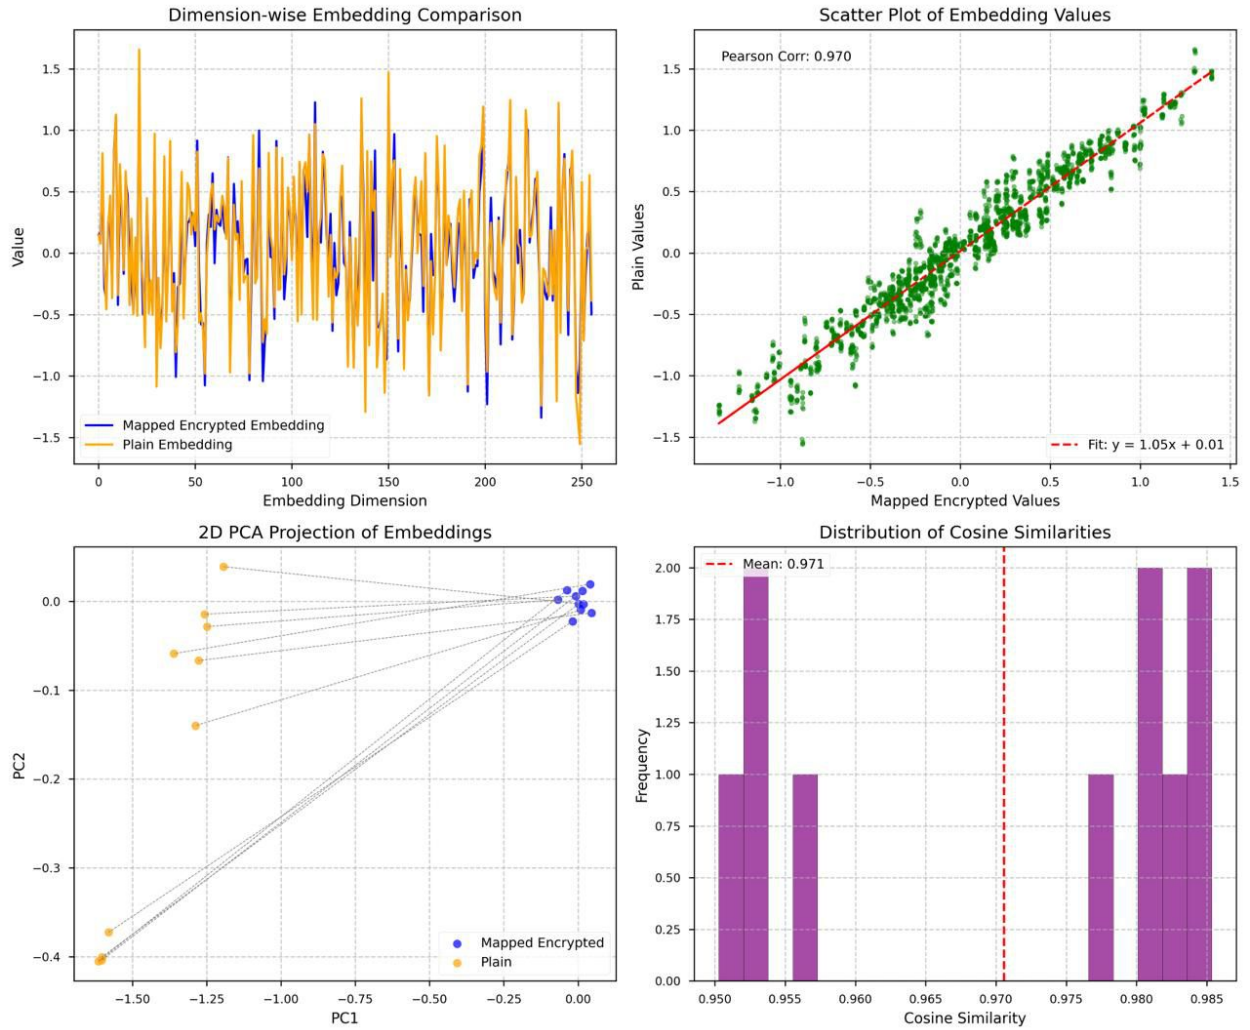 Dimension-wise Embedding Comparison
1.5
1.0
0.5
0.0
−0.5
−1.0
−1.5
Value
Mapped Encrypted Embedding
Plain Embedding
0 50 100 150 200 250
Embedding Dimension
Scatter Plot of Embedding Values
Pearson Corr: 0.970
1.5
1.0
0.5
0.0
−0.5
−1.0
−1.5
Plain Values
Fit: y = 1.05x + 0.01
−1.0 −0.5 0.0 0.5 1.0 1.5
Mapped Encrypted Values
2D PCA Projection of Embeddings
0.0
−0.1
−0.2
−0.3
−0.4
PC2
Mapped Encrypted
Plain
−1.50 −1.25 −1.00 −0.75 −0.50 −0.25 0.00
PC1
Distribution of Cosine Similarities
Mean: 0.971
2.00
1.75
1.50
1.25
1.00
0.75
0.50
0.25
0.00
Frequency
0.950 0.955 0.960 0.965 0.970 0.975 0.980 0.985
Cosine Similarity